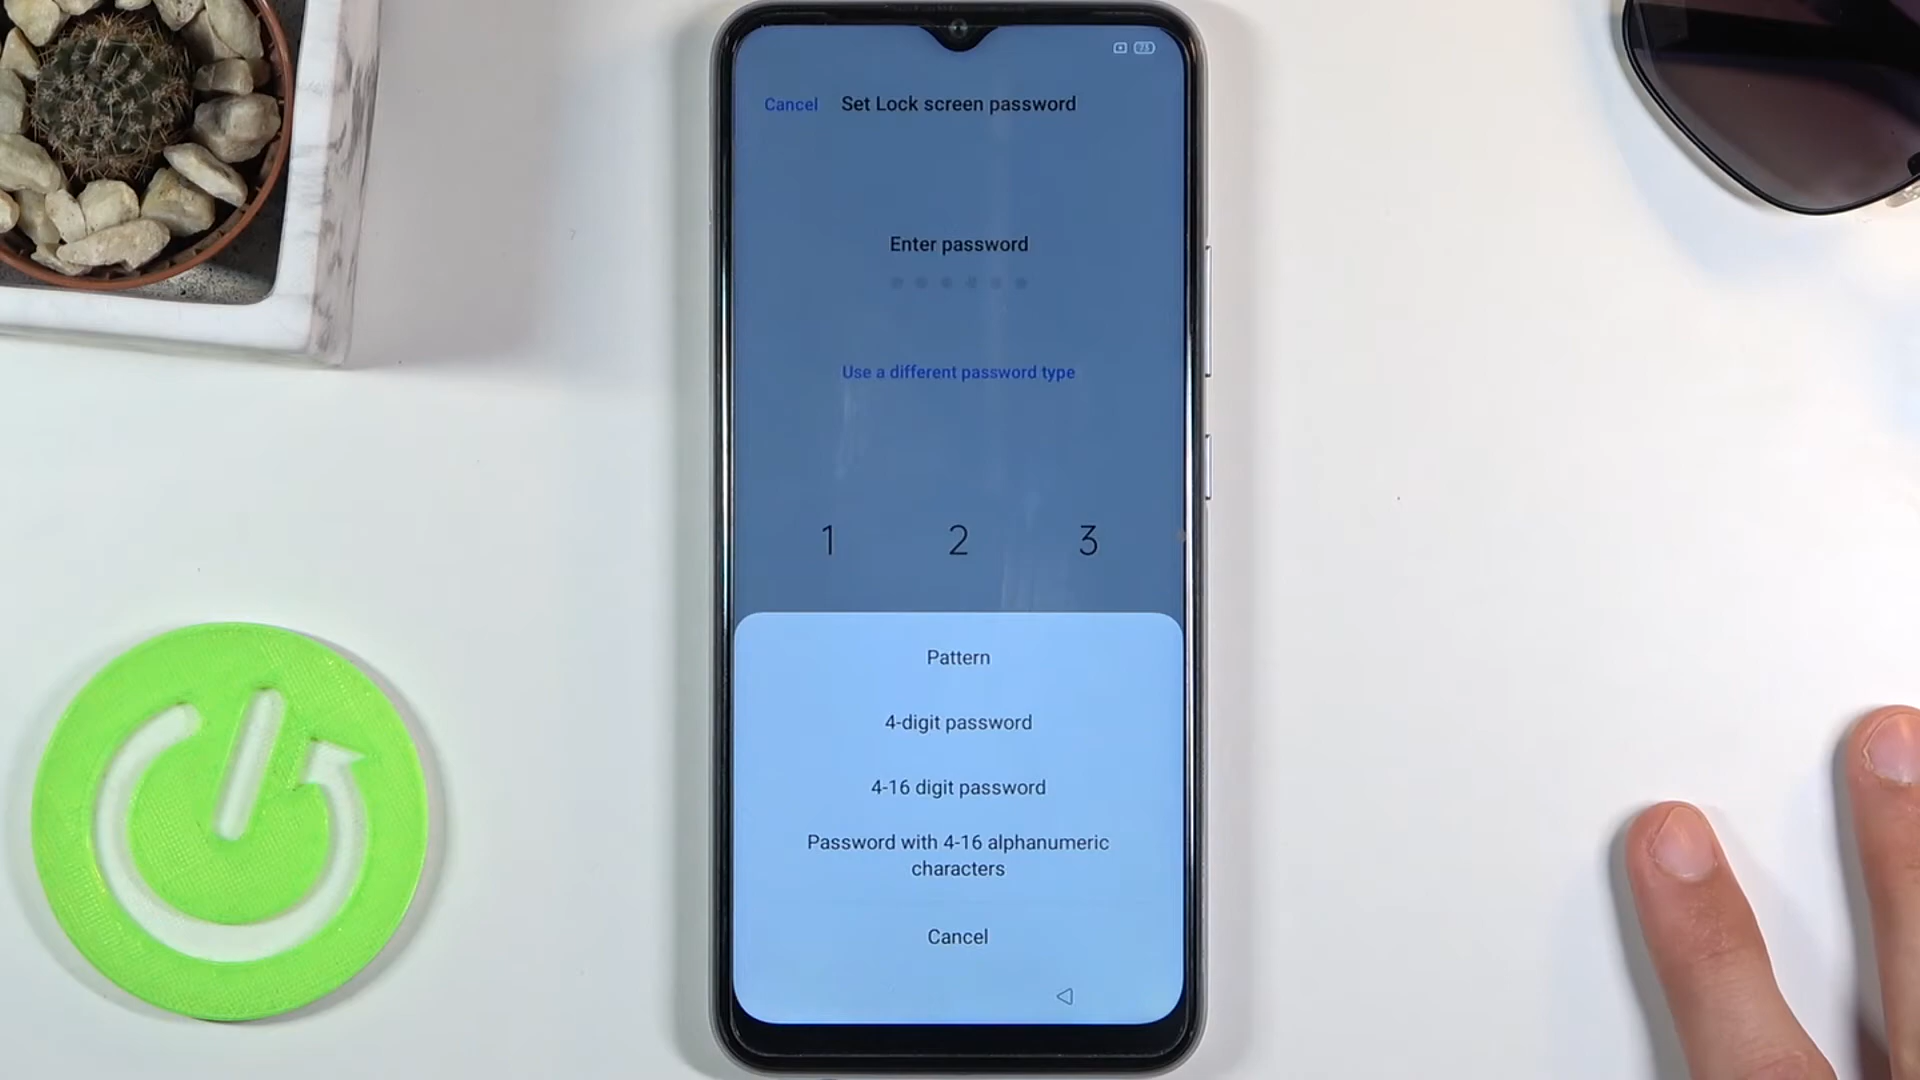 75
Cancel Set Lock screen password
Enter password
Use a different password type
1 2 3
Pattern
4-digit password
4-16 digit password
Password with 4-16 alphanumeric
characters
Cancel